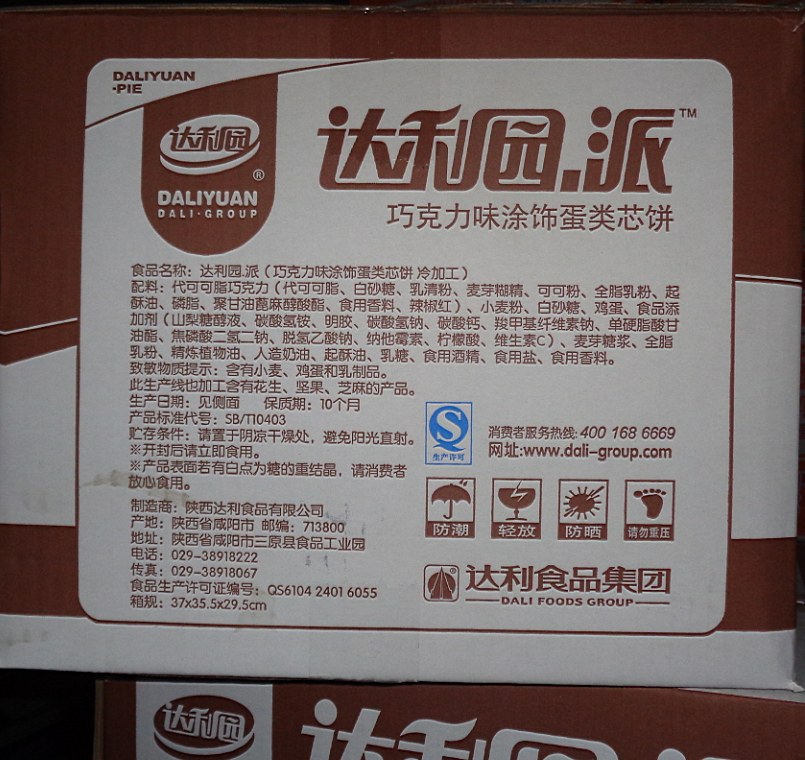 DALIYUAN
·PIE
达利园
®
DALIYUAN
DALI·GROUP
达利园.派™
巧克力味涂饰蛋类芯饼
食品名称：达利园.派（巧克力味涂饰蛋类芯饼 冷加工）
配料：代可可脂巧克力（代可可脂、白砂糖、乳清粉、麦芽糊精、可可粉、全脂乳粉、起
酥油、磷脂、聚甘油蓖麻醇酸酯、食用香料、辣椒红）、小麦粉、白砂糖、鸡蛋、食品添
加剂（山梨糖醇液、碳酸氢铵、明胶、碳酸氢钠、碳酸钙、羧甲基纤维素钠、单硬脂酸甘
油酯、焦磷酸二氢二钠、脱氢乙酸钠、纳他霉素、柠檬酸、维生素C）、麦芽糖浆、全脂
乳粉、精炼植物油、人造奶油、起酥油、乳糖、食用酒精、食用盐、食用香料。
致敏物质提示：含有小麦、鸡蛋和乳制品。
此生产线也加工含有花生、坚果、芝麻的产品。
生产日期：见侧面 保质期：10个月
产品标准代号：SB/T10403
贮存条件：请置于阴凉干燥处，避免阳光直射。
※开封后请立即食用。
※产品表面若有白点为糖的重结晶，请消费者
放心食用。
制造商：陕西达利食品有限公司
产地：陕西省咸阳市 邮编：713800
地址：陕西省咸阳市三原县食品工业园
电话：029-38918222
传真：029-38918067
食品生产许可证编号：QS6104 2401 6055
箱规：37x35.5x29.5cm
生产许可
消费者服务热线:400 168 6669
网址:www.dali-group.com
防潮
轻放
防晒
请勿重压
®
达利食品集团
DALI FOODS GROUP
达利园
达利园.派